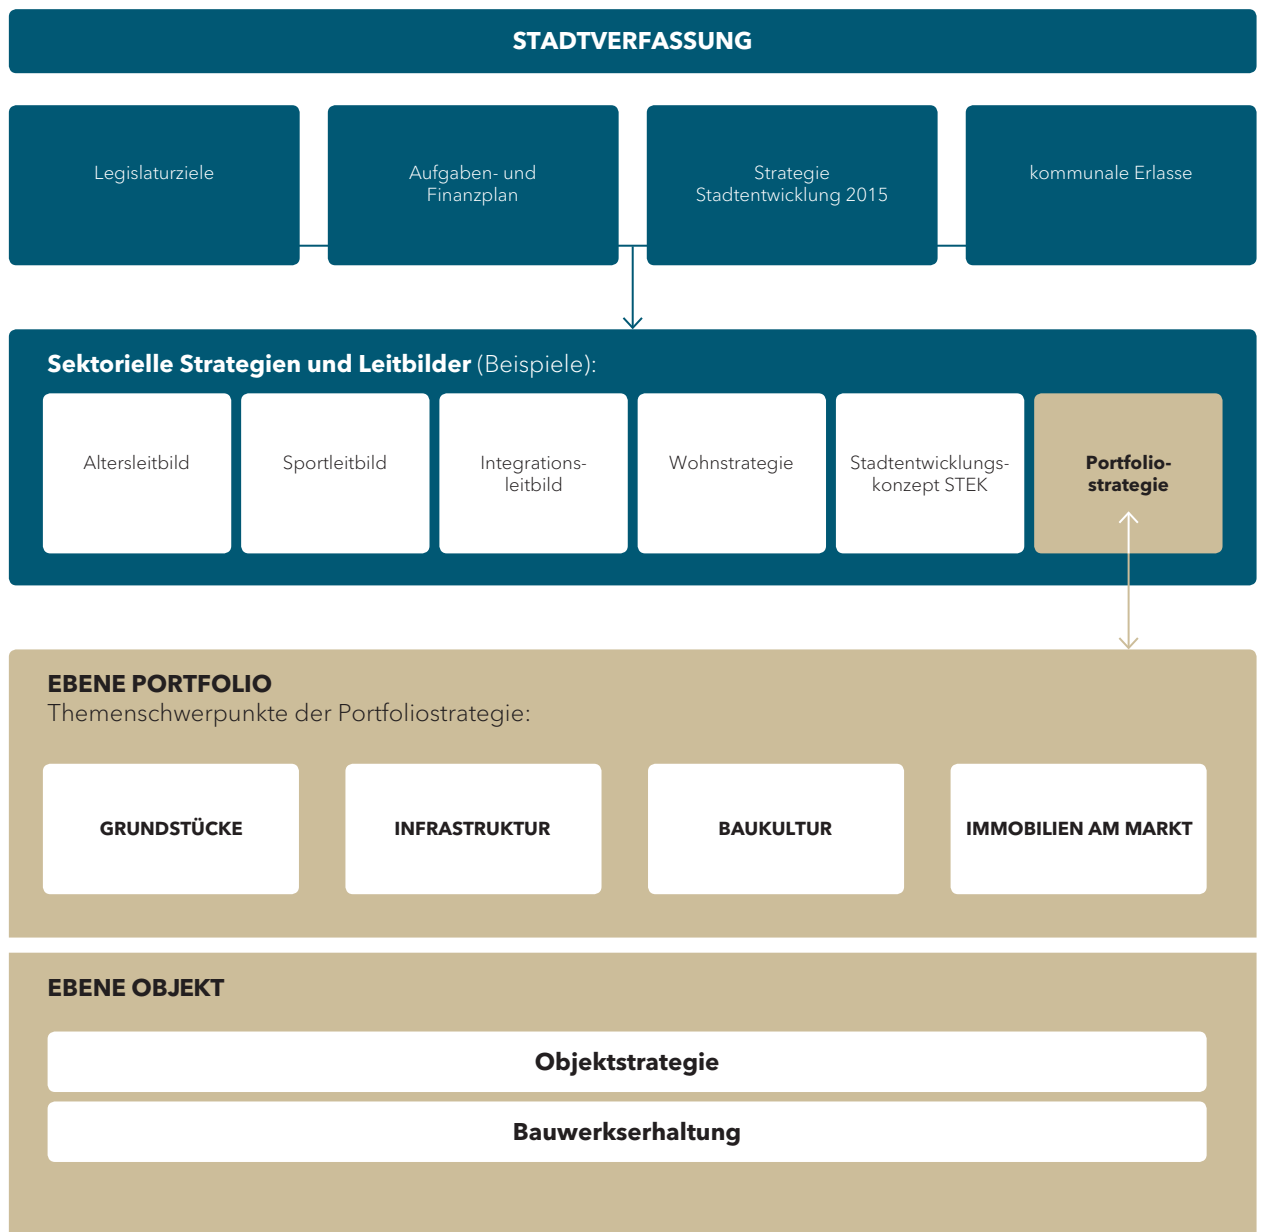 STADTVERFASSUNG
Legislaturziele
Aufgaben- und
Finanzplan
Strategie
Stadtentwicklung 2015
kommunale Erlasse
Sektorielle Strategien und Leitbilder (Beispiele):
Altersleitbild
Sportleitbild
Integrations-
leitbild
Wohnstrategie
Stadtentwicklungs-
konzept STEK
Portfolio-
strategie
EBENE PORTFOLIO
Themenschwerpunkte der Portfoliostrategie:
GRUNDSTÜCKE
INFRASTRUKTUR
BAUKULTUR
IMMOBILIEN AM MARKT
EBENE OBJEKT
Objektstrategie
Bauwerkserhaltung